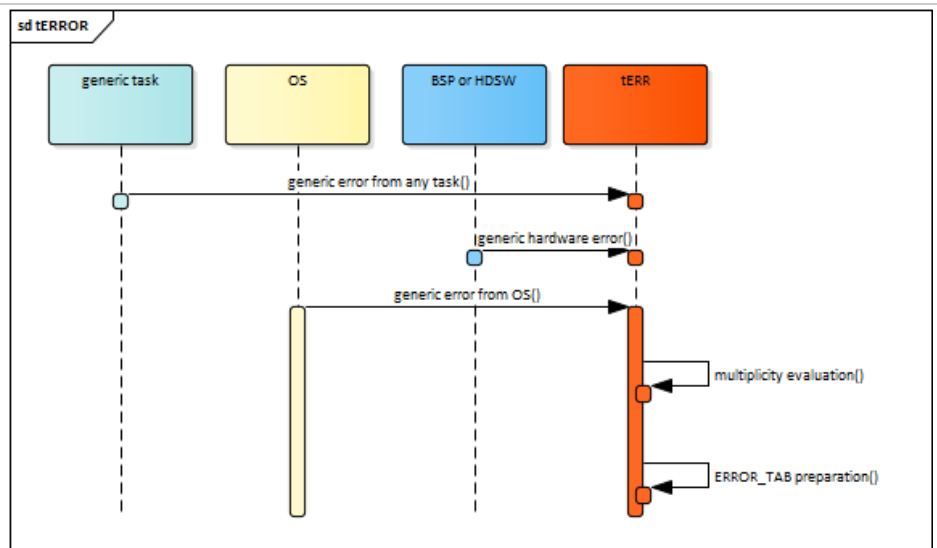 sd tERROR
generic task
OS
BSP or HDSW
tERR
generic error from any task()
generic hardware error()
generic error from OS()
multiplicity evaluation()
ERROR_TAB preparation()